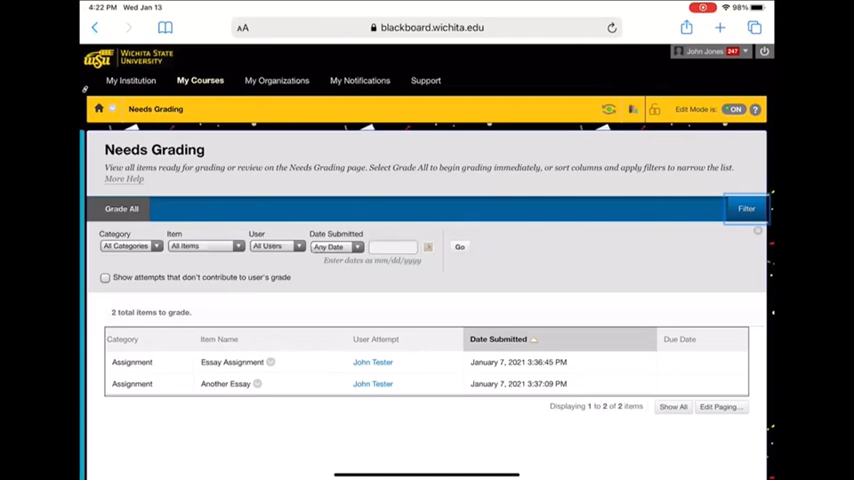 4:22 PM Wed Jan 13
98%
AA
blackboard.wichita.edu
WSU
WICHITA STATE
UNIVERSITY
John Jones 247
My Institution My Courses My Organizations My Notifications Support
Needs Grading
Edit Mode is: ON ?
Needs Grading
View all items ready for grading or review on the Needs Grading page. Select Grade All to begin grading immediately, or sort columns and apply filters to narrow the list.
More Help
Grade All Filter
Category Item User Date Submitted
All Categories All Items All Users Any Date Go
Enter dates as mm/dd/yyyy
Show attempts that don't contribute to user's grade
2 total items to grade.
Category Item Name User Attempt Date Submitted Due Date
Assignment Essay Assignment John Tester January 7, 2021 3:36:45 PM
Assignment Another Essay John Tester January 7, 2021 3:37:09 PM
Displaying 1 to 2 of 2 items Show All Edit Paging...